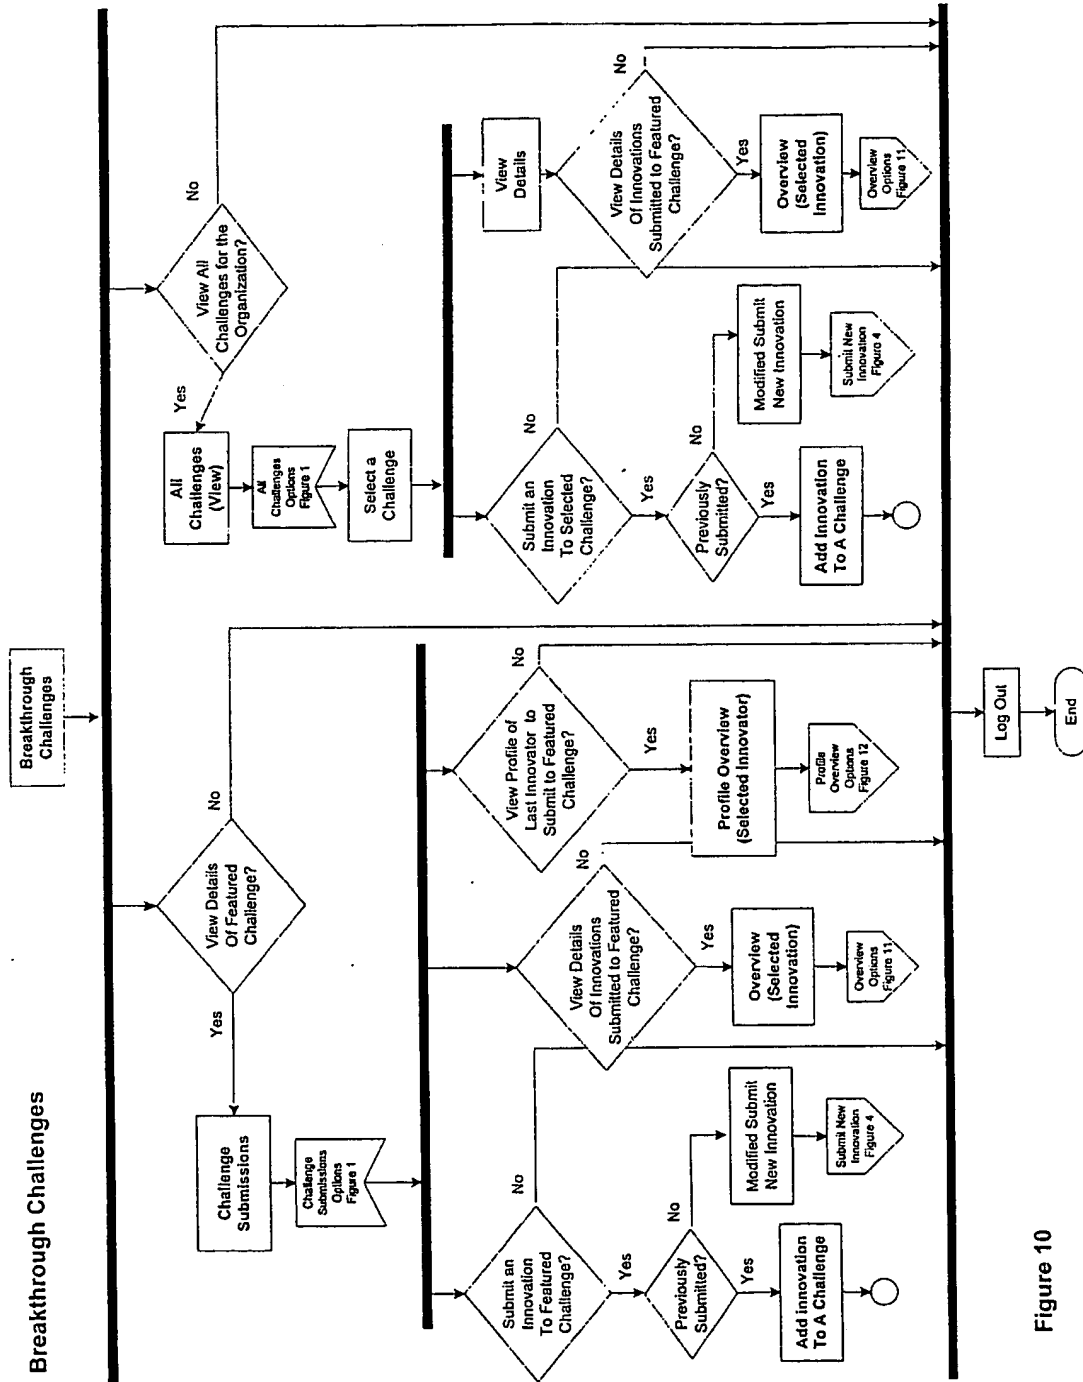 Breakthrough Challenges
Breakthrough
Challenges
View Details
Of Featured
Challenge?
No
Yes
Challenge
Submissions
Challenge
Submissions
Options
Figure 1
Submit an
Innovation
To Featured
Challenge?
No
Yes
Previously
Submitted?
No
Yes
Modified Submit
New Innovation
Submit New
Innovation
Figure 4
Add Innovation
To A Challenge
View Details
Of Innovations
Submitted to Featured
Challenge?
No
Yes
Overview
(Selected
Innovation)
Overview
Options
Figure 11
View Profile of
Last Innovator to
Submit to Featured
Challenge?
No
Yes
Profile Overview
(Selected Innovator)
Profile
Overview
Options
Figure 12
View All
Challenges for the
Organization?
No
Yes
All
Challenges
(View)
All
Challenges
Options
Figure 1
Select a
Challenge
Submit an
Innovation
To Selected
Challenge?
No
Yes
Previously
Submitted?
No
Yes
Modified Submit
New Innovation
Submit New
Innovation
Figure 4
Add Innovation
To A Challenge
View
Details
View Details
Of Innovations
Submitted to Featured
Challenge?
No
Yes
Overview
(Selected
Innovation)
Overview
Options
Figure 11
Log Out
End
Figure 10